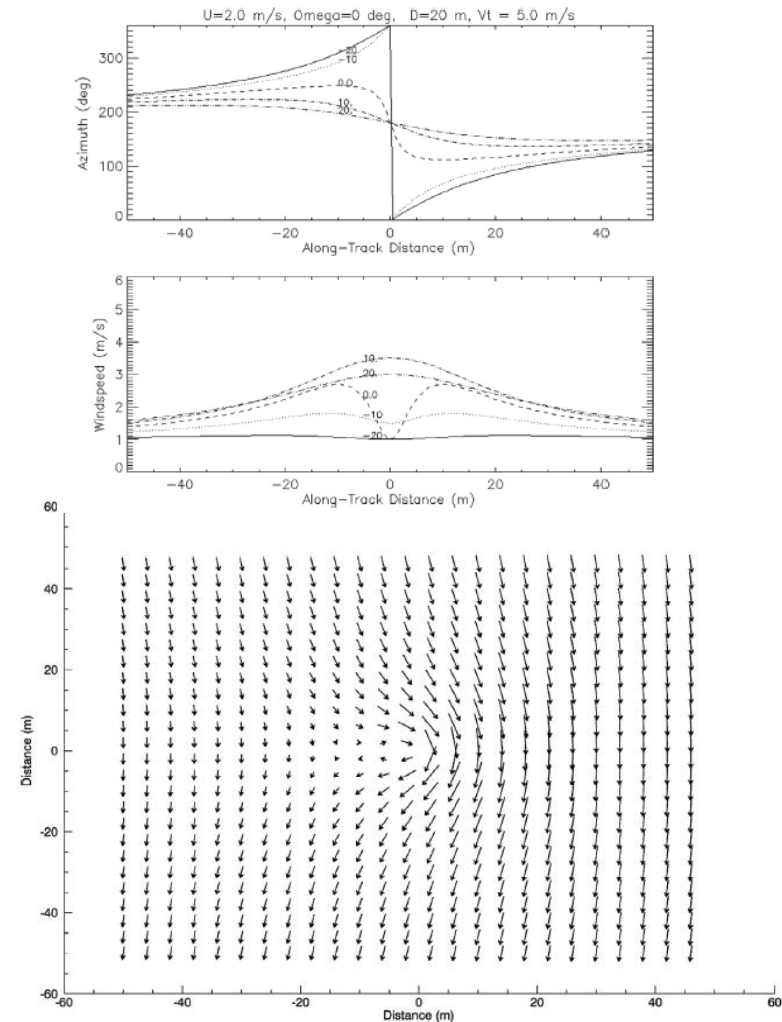 U=2.0 m/s, Omega=0 deg, D=20 m, Vt = 5.0 m/s
Azimuth (deg)
300
200
100
0
-20
-10
0.0
10.
20.
-40 -20 0 20 40
Along-Track Distance (m)
Windspeed (m/s)
6
5
4
3
2
1
0
10.
20.
0.0
-10
-20
-40 -20 0 20 40
Along-Track Distance (m)
Distance (m)
60
40
20
0
-20
-40
-60
-60 -40 -20 0 20 40 60
Distance (m)